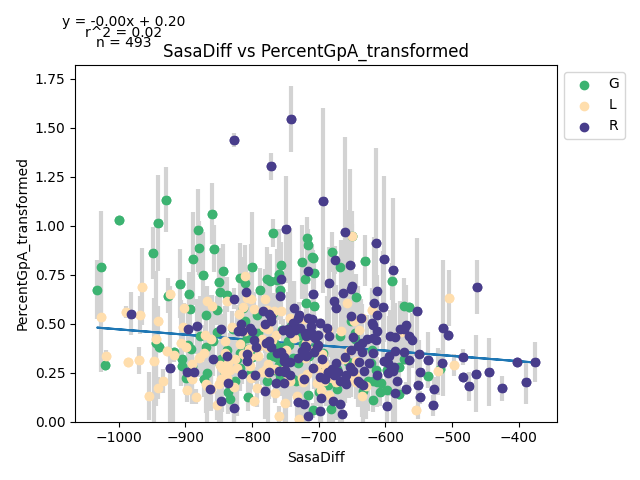 y = -0.00x + 0.20
r^2 = 0.02
n = 493
SasaDiff vs PercentGpA_transformed
G
L
R
PercentGpA_transformed
1.75
1.50
1.25
1.00
0.75
0.50
0.25
0.00
−1000 −900 −800 −700 −600 −500 −400
SasaDiff